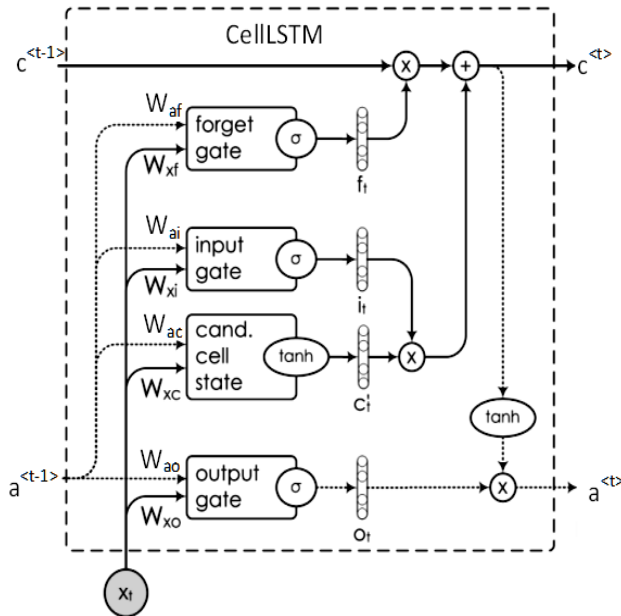 CellLSTM
c<t-1>
x
+
c<t>
Waf
forget
gate
σ
Wxf
ft
Wai
input
gate
σ
Wxi
it
Wac
cand.
cell
state
tanh
Wxc
c't
x
tanh
a<t-1>
Wao
output
gate
σ
Wxo
ot
x
a<t>
xt